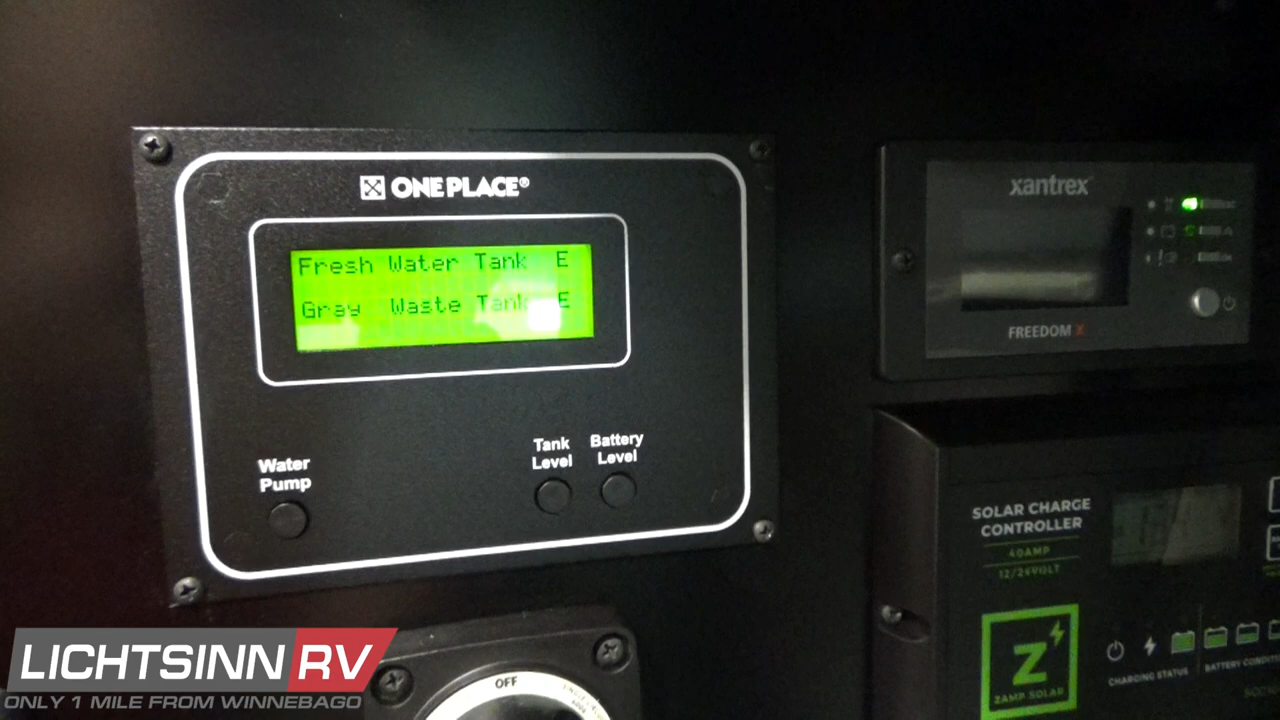 ONE PLACE®
Fresh Water Tank E
Gray Waste Tank E
Water
Pump
Tank
Level
Battery
Level
xantrex
FREEDOM X
SOLAR CHARGE
CONTROLLER
40AMP
12/24VOLT
Z
ZAMP SOLAR
CHARGING STATUS
BATTERY
OFF
LICHTSINN RV
ONLY 1 MILE FROM WINNEBAGO